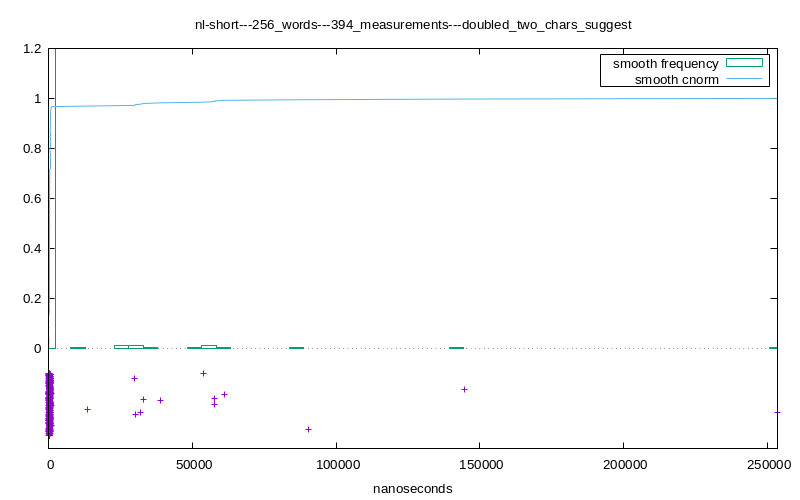 nl-short---256_words---394_measurements---doubled_two_chars_suggest
smooth frequency
smooth cnorm
1.2
1
0.8
0.6
0.4
0.2
0
0 50000 100000 150000 200000 250000
nanoseconds